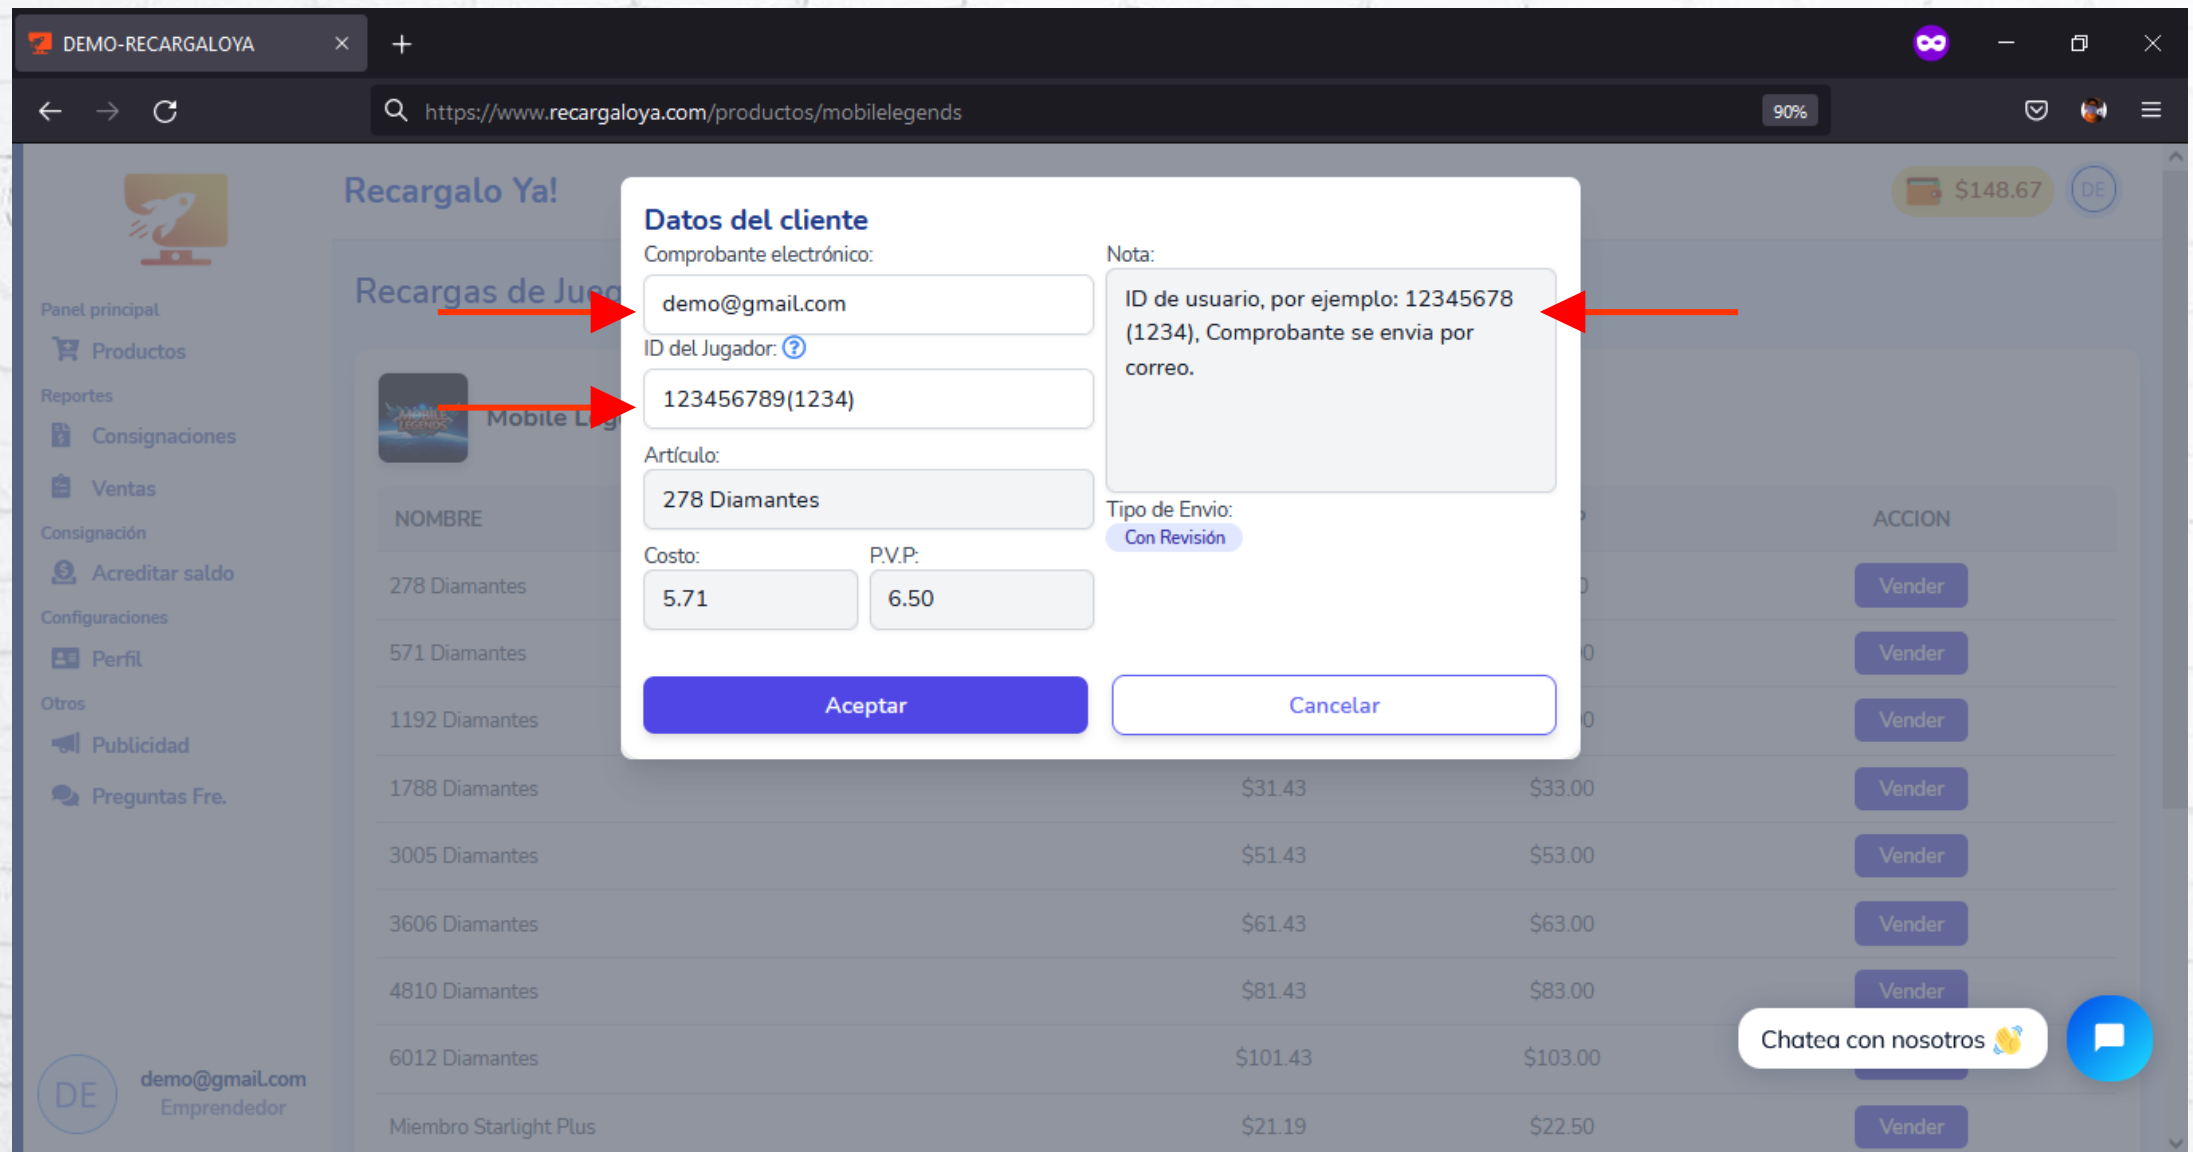 DEMO-RECARGALOYA
https://www.recargaloya.com/productos/mobilelegends
90%
Recargalo Ya!
$148.67
DE
Panel principal
Productos
Reportes
Consignaciones
Ventas
Consignación
Acreditar saldo
Configuraciones
Perfil
Otros
Publicidad
Preguntas Fre.
DE
demo@gmail.com
Emprendedor
Recargas de
MOBILE LEGENDS
Mobile
Datos del cliente
Comprobante electrónico:
demo@gmail.com
ID del Jugador: ?
123456789(1234)
Artículo:
278 Diamantes
Costo:
P.V.P:
5.71
6.50
Nota:
ID de usuario, por ejemplo: 12345678
(1234), Comprobante se envia por
correo.
Tipo de Envio:
Con Revisión
Aceptar
Cancelar
NOMBRE
ACCION
278 Diamantes
Vender
571 Diamantes
Vender
1192 Diamantes
Vender
1788 Diamantes $31.43 $33.00 Vender
3005 Diamantes $51.43 $53.00 Vender
3606 Diamantes $61.43 $63.00 Vender
4810 Diamantes $81.43 $83.00 Vender
6012 Diamantes $101.43 $103.00
Miembro Starlight Plus $21.19 $22.50 Vender
Chatea con nosotros 👋